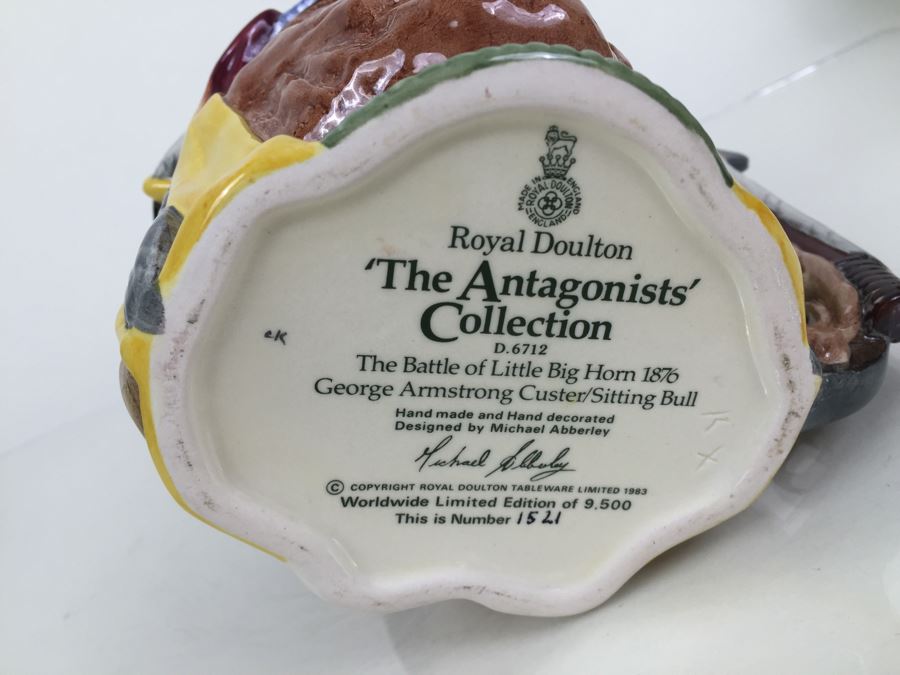 MADE IN ENGLAND
ROYAL DOULTON
ENGLAND
Royal Doulton
'The Antagonists'
Collection
D.6712
The Battle of Little Big Horn 1876
George Armstrong Custer/Sitting Bull
Hand made and Hand decorated
Designed by Michael Abberley
Michael Abberley
© COPYRIGHT ROYAL DOULTON TABLEWARE LIMITED 1983
Worldwide Limited Edition of 9.500
This is Number 1521